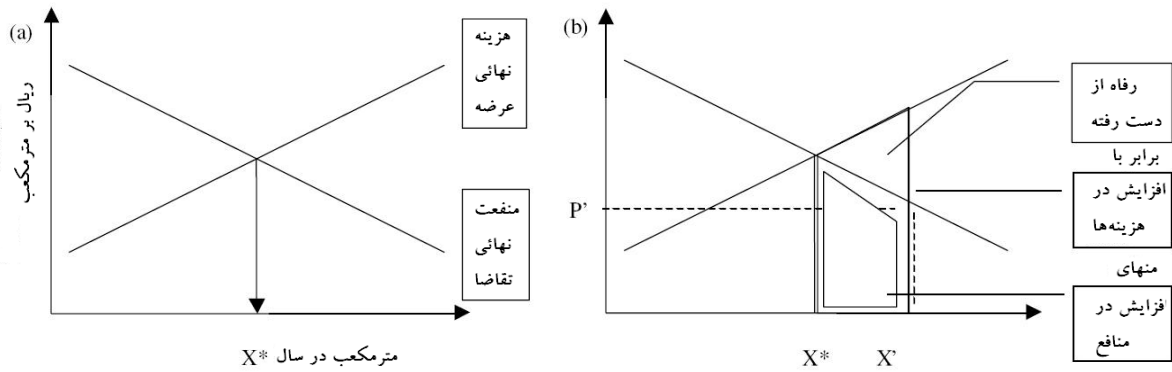 (a)
هزینه
نهائی
عرضه
ریال بر مترمکعب
منفعت
نهائی
تقاضا
X*
مترمکعب در سال
(b)
رفاه از
دست رفته
برابر با
افزایش در
هزینه‌ها
منهای
افزایش در
منافع
P’
X*
X’